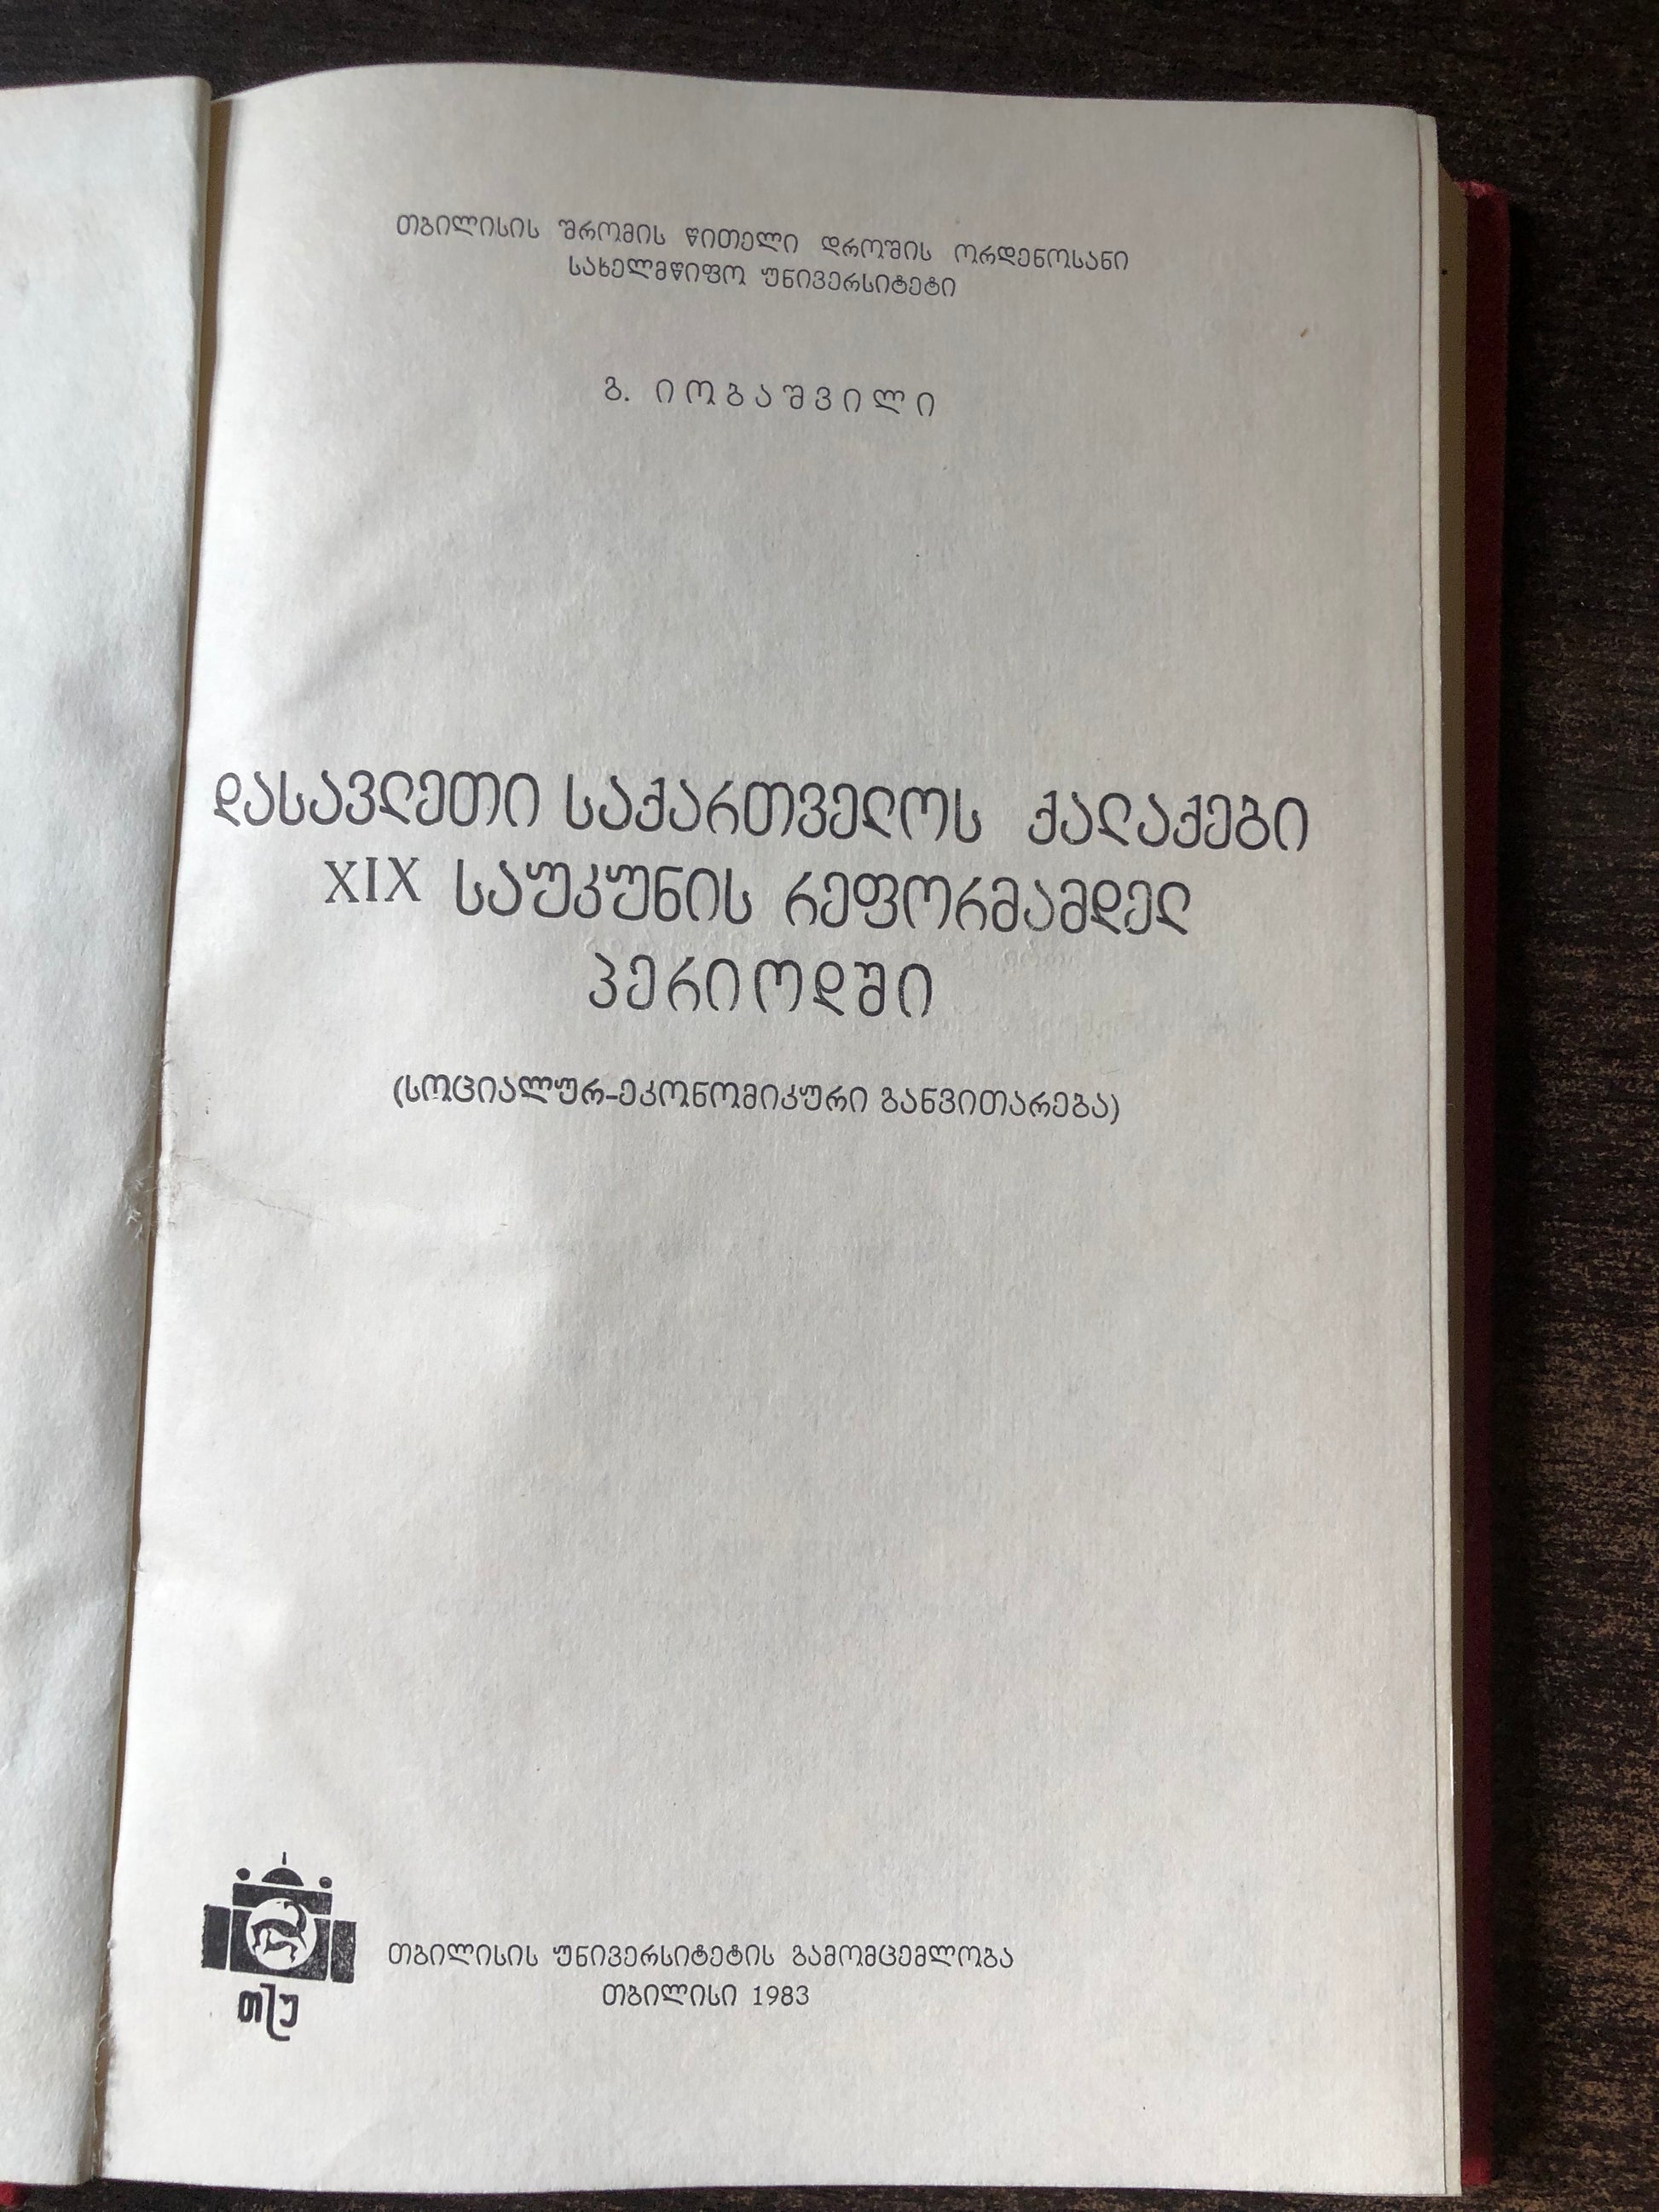 თბილისის შრომის წითელი დროშის ორდენოსანი
სახელმწიფო უნივერსიტეტი
გ. იობაშვილი
დასავლეთი საქართველოს ქალაქები
XIX საუკუნის რეფორმამდელ
პერიოდში
(სოციალურ-ეკონომიკური განვითარება)
თბილისის უნივერსიტეტის გამომცემლობა
თბილისი 1983
თსუ